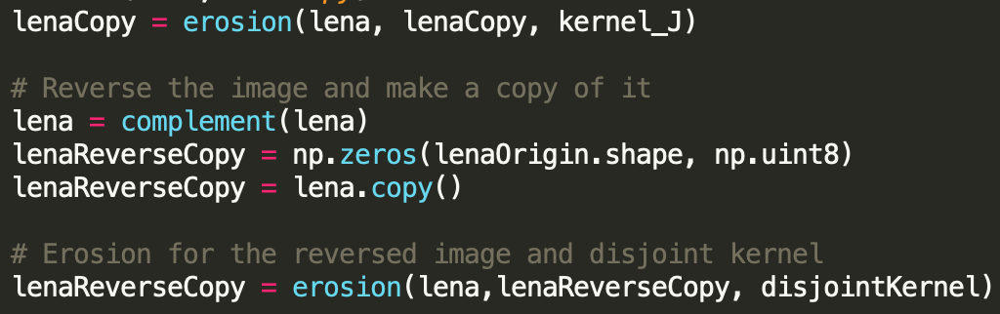 lenaCopy = erosion(lena, lenaCopy, kernel_J)
# Reverse the image and make a copy of it
lena = complement(lena)
lenaReverseCopy = np.zeros(lenaOrigin.shape, np.uint8)
lenaReverseCopy = lena.copy()
# Erosion for the reversed image and disjoint kernel
lenaReverseCopy = erosion(lena,lenaReverseCopy, disjointKernel)